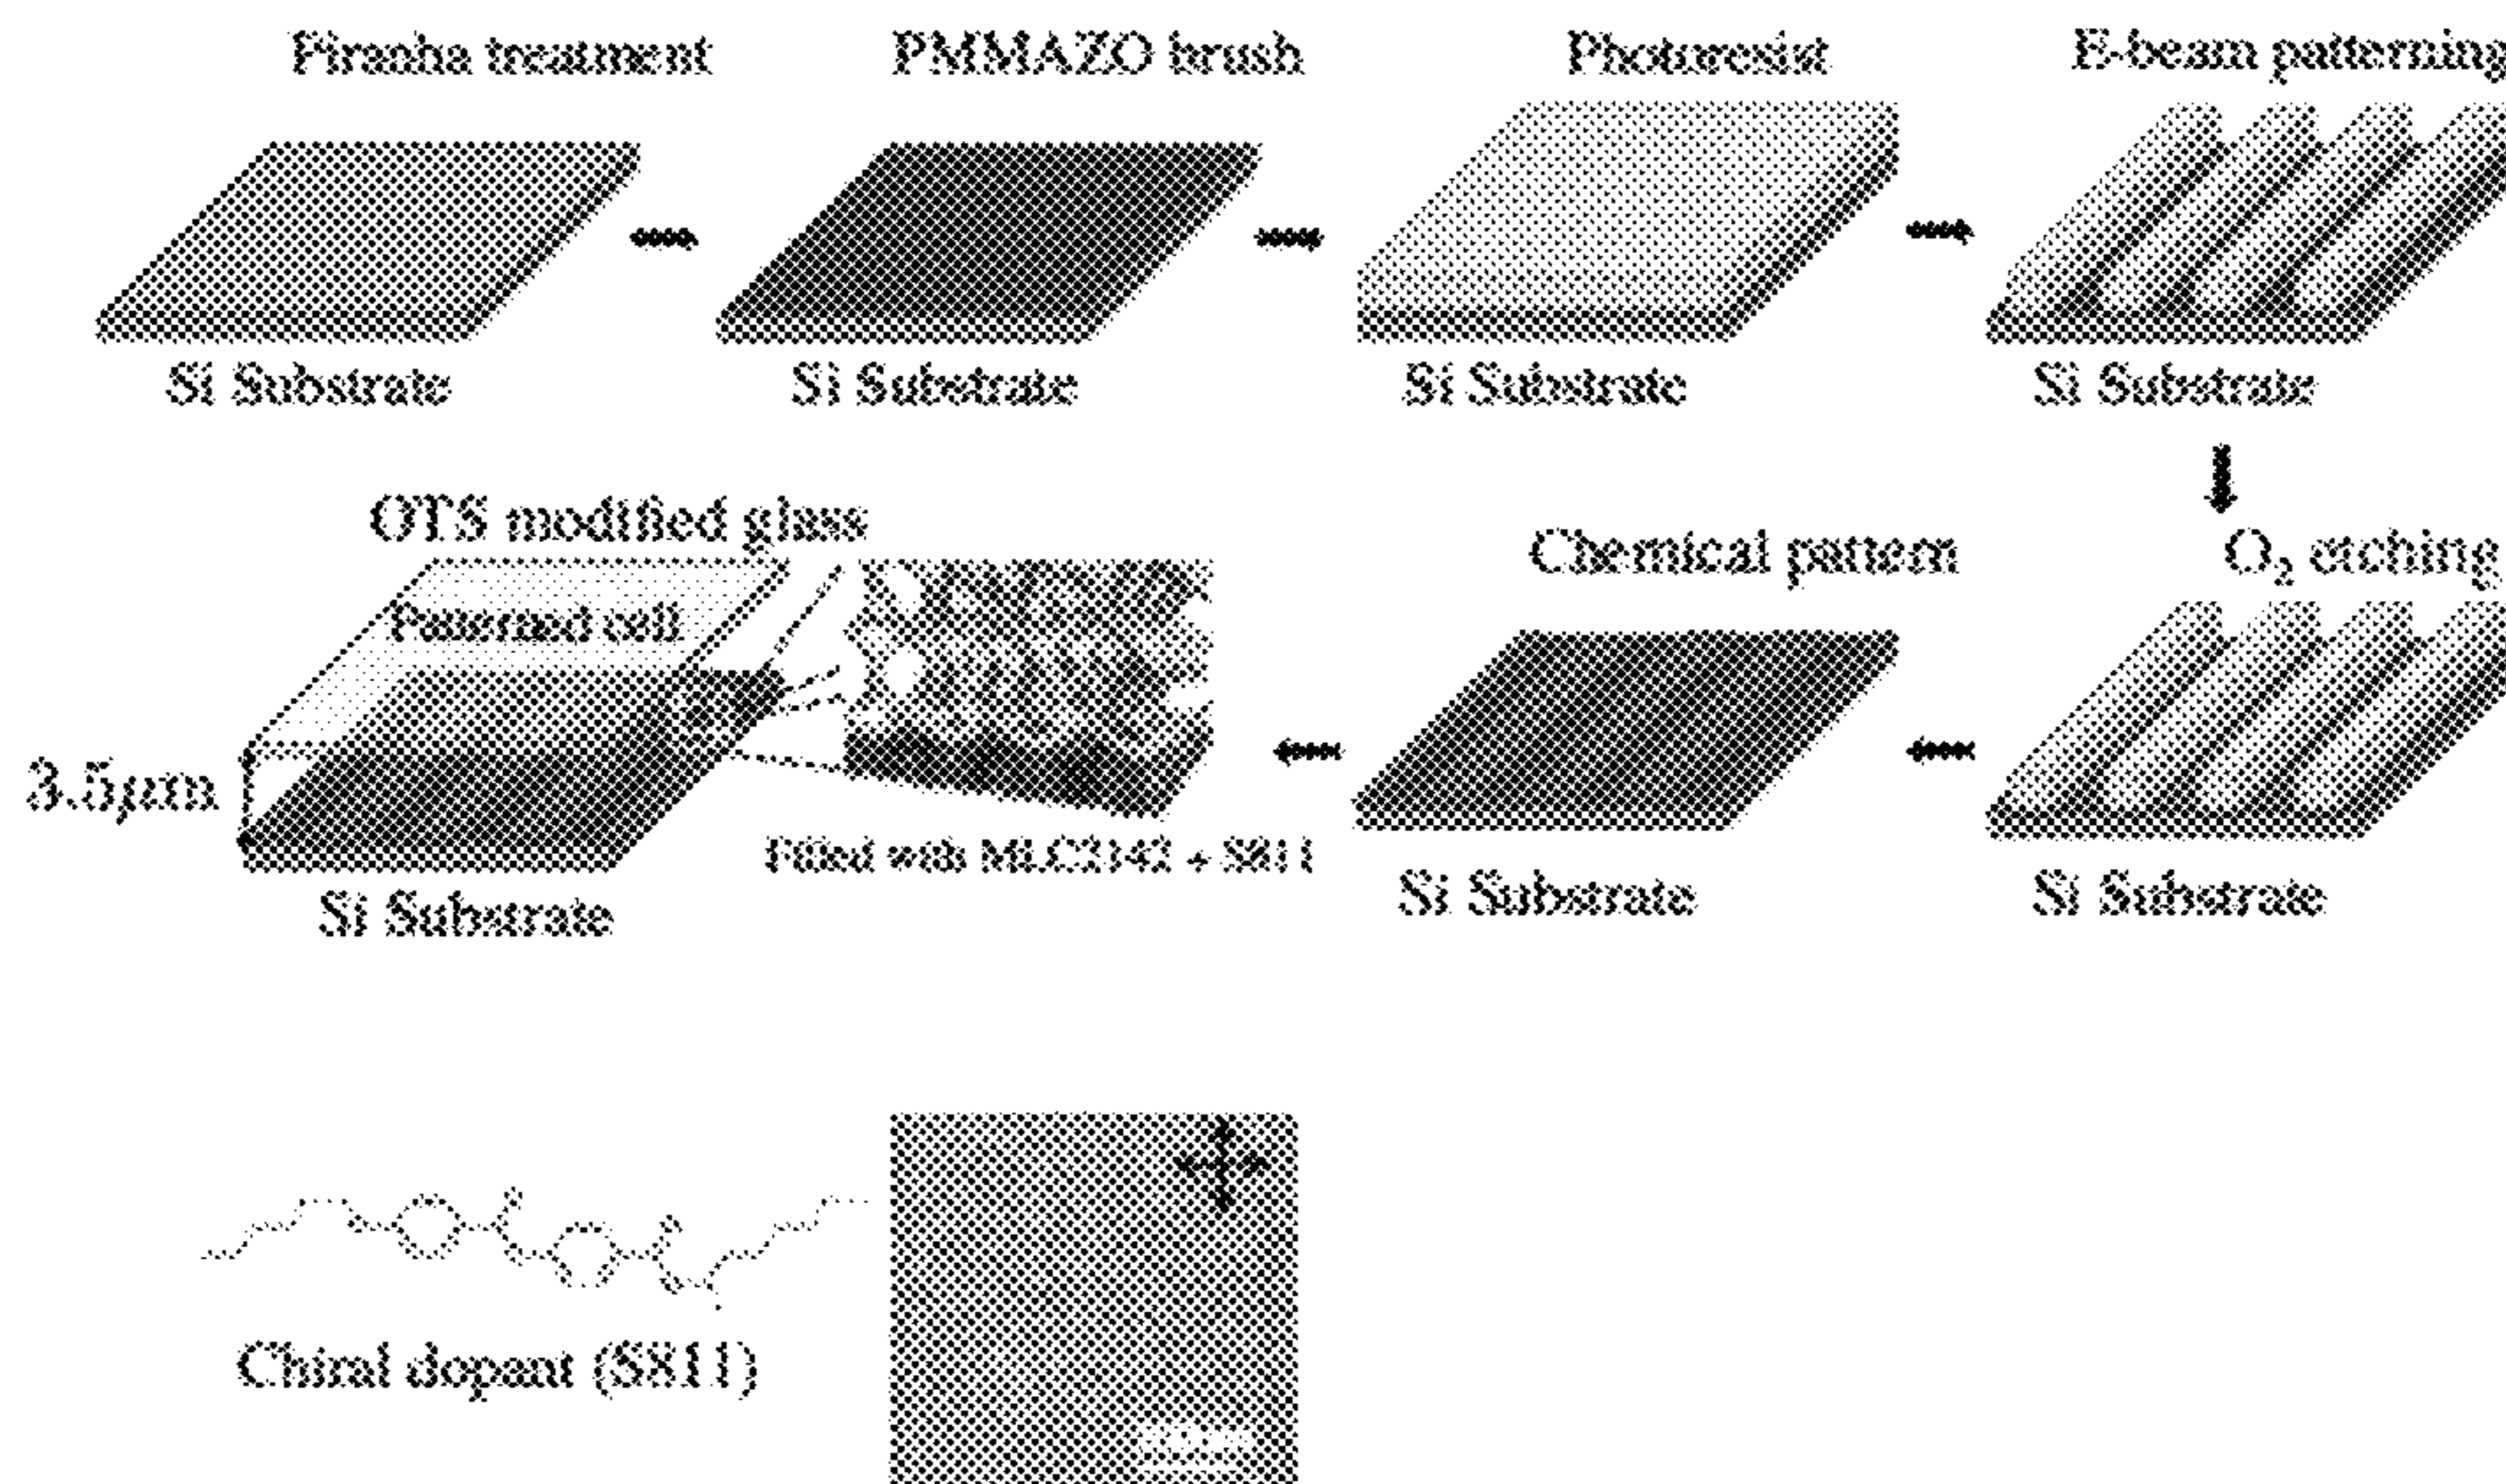 Piranha treatment
PMMAZO brush
Photoresist
E-beam patterning
Si Substrate
Si Substrate
Si Substrate
Si Substrate
OTS modified glass
Patterned cell
3.5μm
Si Substrate
Filled with MLC2142 + S811
Chemical pattern
Si Substrate
O₂ etching
Si Substrate
Chiral dopant (S811)